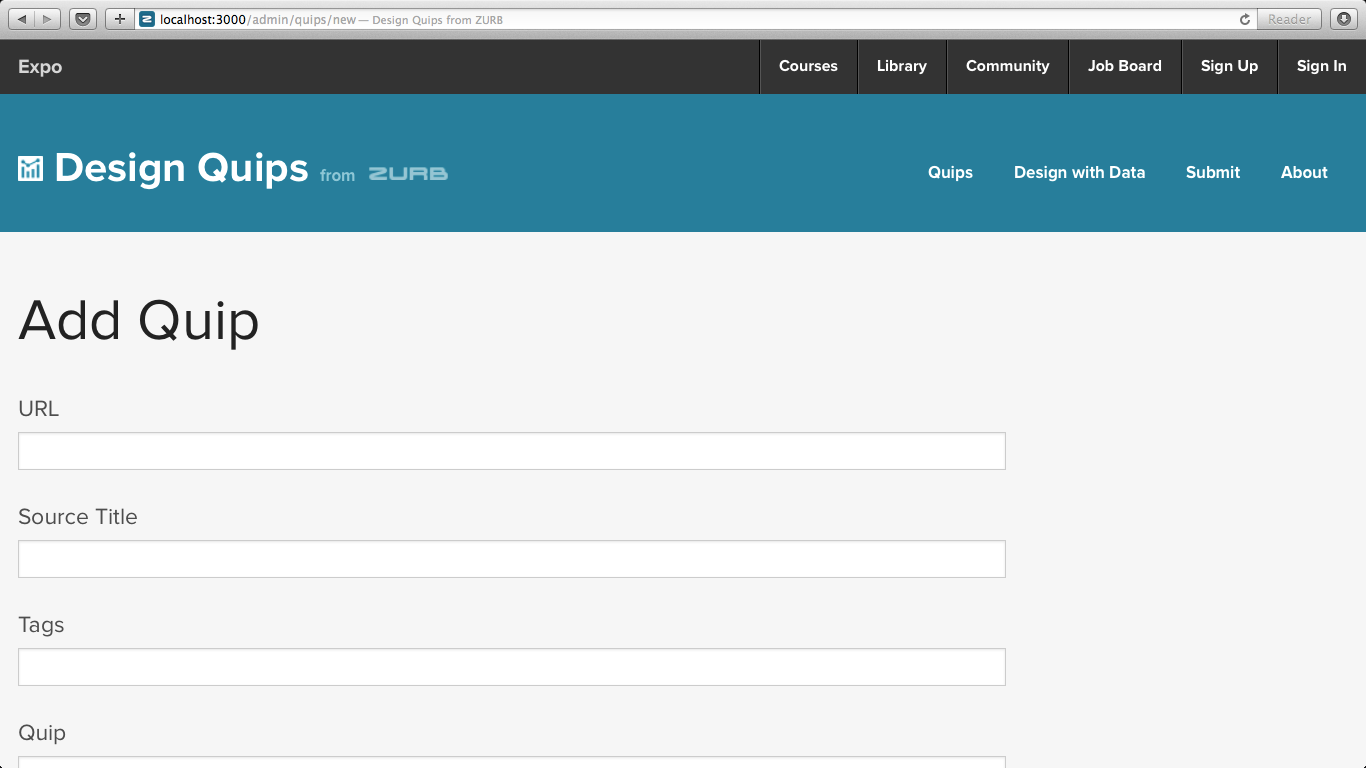 localhost:3000/admin/quips/new — Design Quips from ZURB
Reader
Expo
Courses
Library
Community
Job Board
Sign Up
Sign In
Design Quips from ZURB
Quips
Design with Data
Submit
About
Add Quip
URL
Source Title
Tags
Quip